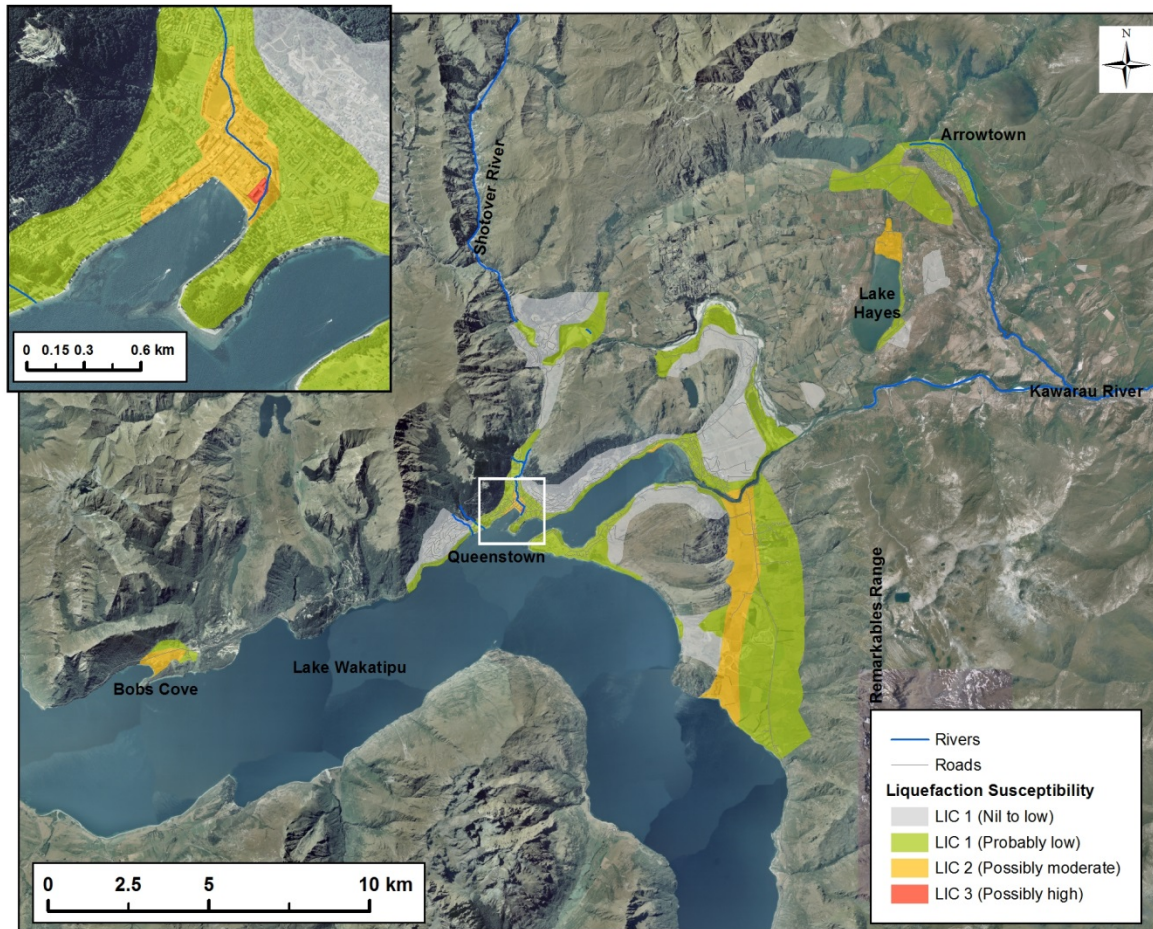 0 0.15 0.3 0.6 km
N
Arrowtown
Shotover River
Lake
Hayes
Kawarau River
Queenstown
Remarkables Range
Lake Wakatipu
Bobs Cove
Rivers
Roads
Liquefaction Susceptibility
LIC 1 (Nil to low)
LIC 1 (Probably low)
LIC 2 (Possibly moderate)
LIC 3 (Possibly high)
0 2.5 5 10 km